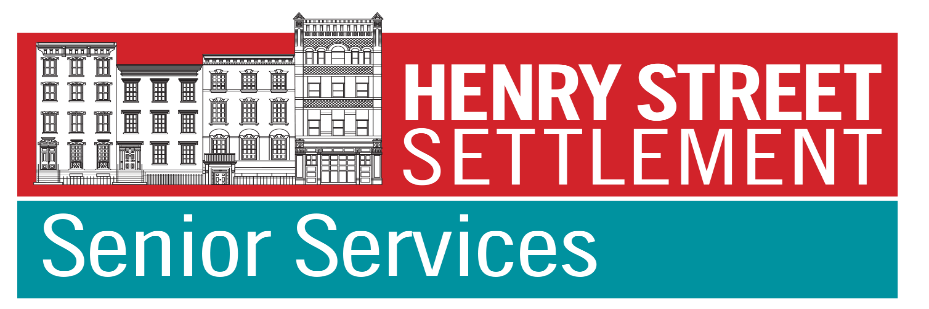 HENRY STREET
SETTLEMENT
Senior Services